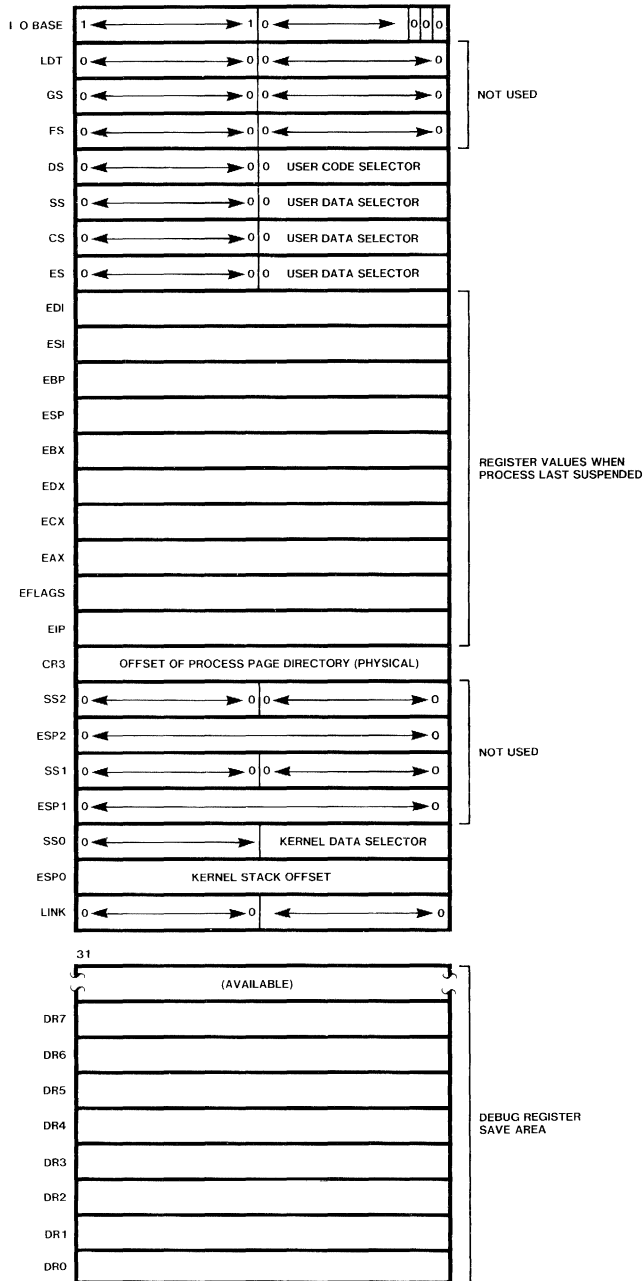 I O BASE 1 1 0 0 0 0
LDT 0 0 0 0
GS 0 0 0 0
FS 0 0 0 0
NOT USED
DS 0 0 0 USER CODE SELECTOR
SS 0 0 0 USER DATA SELECTOR
CS 0 0 0 USER DATA SELECTOR
ES 0 0 0 USER DATA SELECTOR
EDI
ESI
EBP
ESP
EBX
EDX
ECX
EAX
EFLAGS
EIP
REGISTER VALUES WHEN
PROCESS LAST SUSPENDED
CR3 OFFSET OF PROCESS PAGE DIRECTORY (PHYSICAL)
SS2 0 0 0 0
ESP2 0 0
SS1 0 0 0 0
ESP1 0 0
NOT USED
SS0 0 KERNEL DATA SELECTOR
ESP0 KERNEL STACK OFFSET
LINK 0 0 0
31
(AVAILABLE)
DR7
DR6
DR5
DR4
DR3
DR2
DR1
DR0
DEBUG REGISTER
SAVE AREA